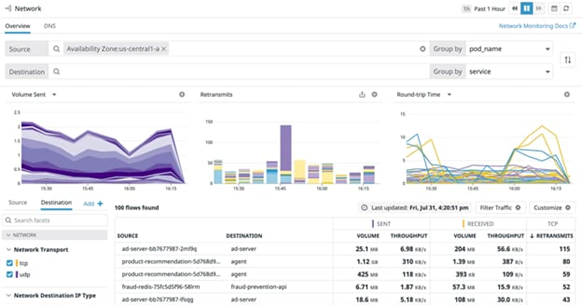 Network
1h Past 1 Hour
Overview DNS
Network Monitoring Docs
Source Availability Zone:us-central1-a × Group by pod_name
Destination Group by service
Volume Sent
Retransmits
Round-trip Time
2.5
2
1.5
1
0.5
0
15:30 15:45 16:00 16:15
150
100
50
0
15:30 15:45 16:00 16:15
15
10
5
0
15:30 15:45 16:00 16:15
Source Destination Add
100 flows found
Last updated: Fri, Jul 31, 4:20:51 pm Filter Traffic Customize
Search facets
NETWORK
Network Transport
tcp
udp
Network Destination IP Type
SENT RECEIVED TCP
SOURCE DESTINATION VOLUME THROUGHPUT VOLUME THROUGHPUT RETRANSMITS
ad-server-bb7677987-2mf9q ad-server 25.1 MB 6.98 KB/s 204 MB 56.6 KB/s 115
product-recommendation-5d768d9... agent 1.12 GB 310 KB/s 1.39 MB 387 B/s 80
product-recommendation-5d768d9... agent 425 MB 118 KB/s 393 KB 109 B/s 59
fraud-redis-75fc5d5f96-58lrm fraud-prevention-api 6.71 MB 1.87 KB/s 57.3 MB 15.9 KB/s 52
ad-server-bb7677987-lfsqg ad-server 18.6 MB 5.18 KB/s 108 MB 30.0 KB/s 43